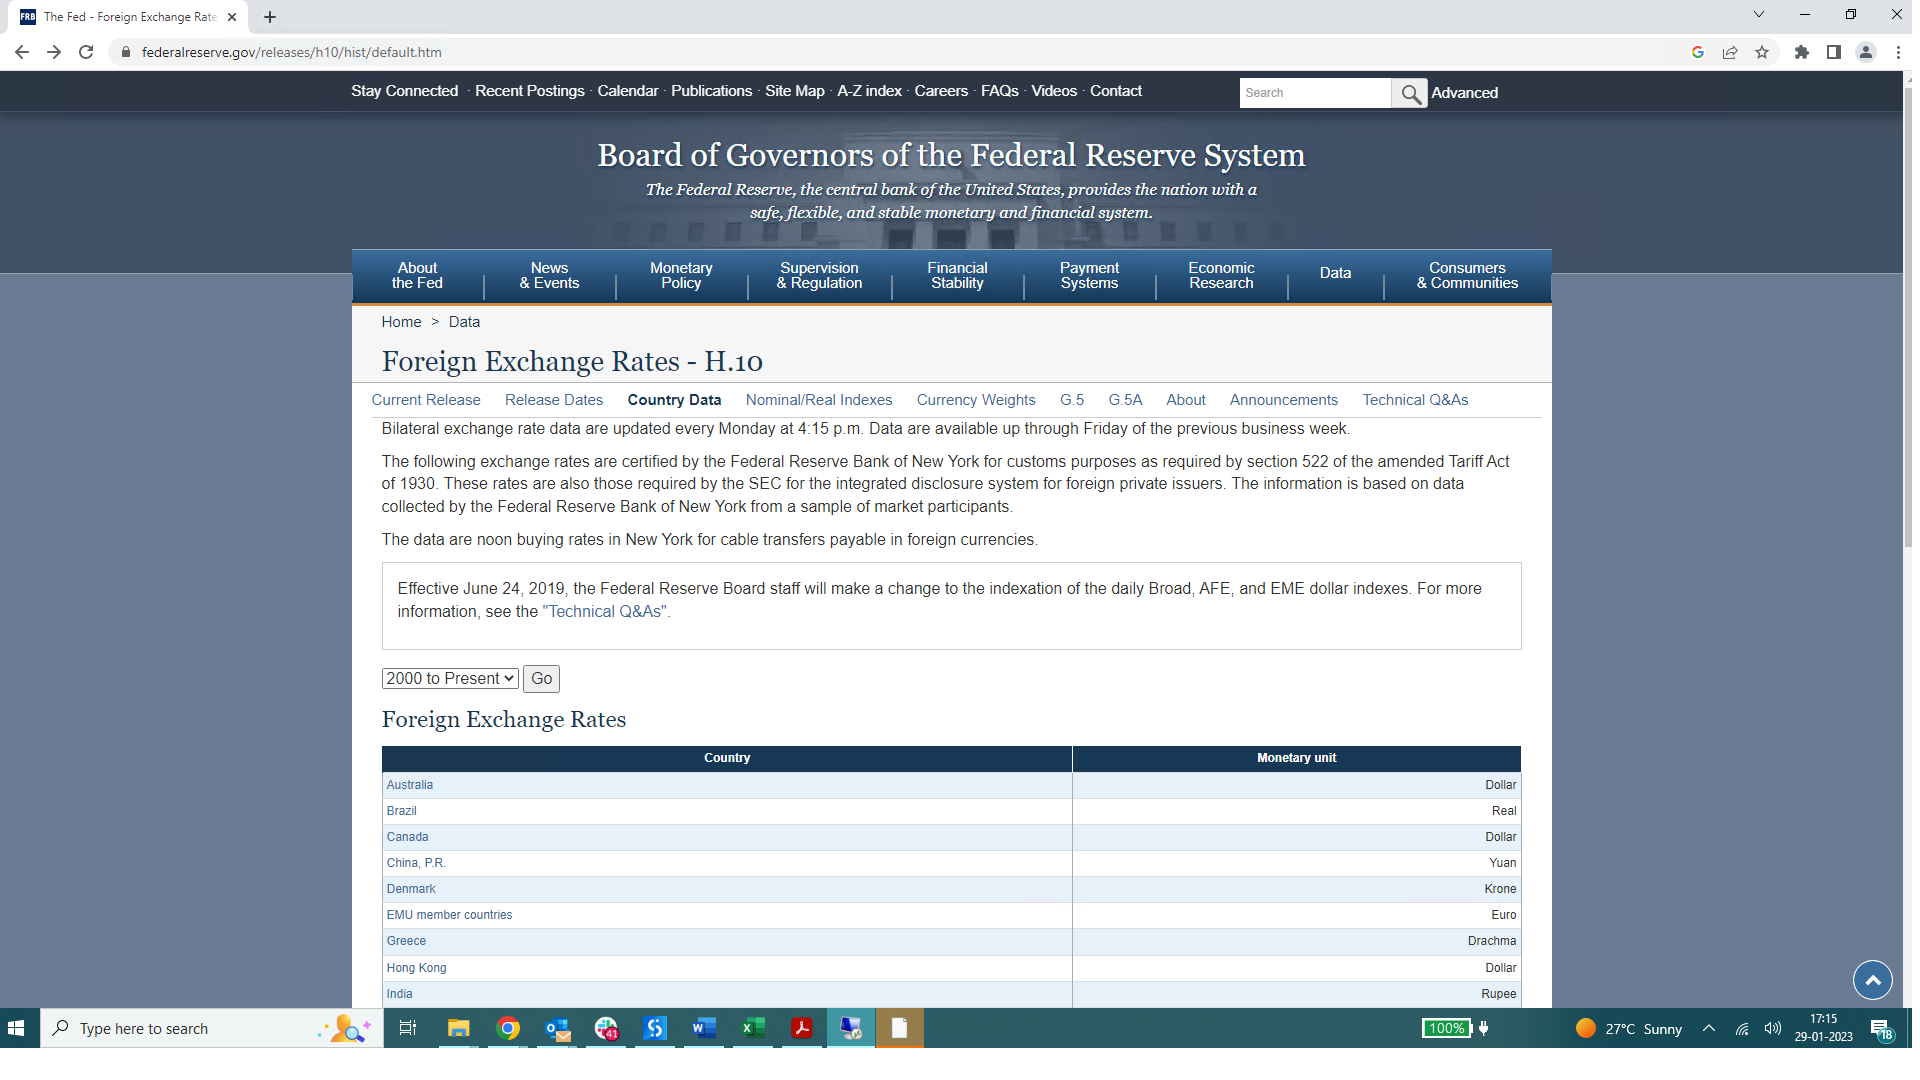 The Fed - Foreign Exchange Rate
federalreserve.gov/releases/h10/hist/default.htm
Stay Connected · Recent Postings · Calendar · Publications · Site Map · A-Z index · Careers · FAQs · Videos · Contact
Search
Advanced
Board of Governors of the Federal Reserve System
The Federal Reserve, the central bank of the United States, provides the nation with a
safe, flexible, and stable monetary and financial system.
About
the Fed
News
& Events
Monetary
Policy
Supervision
& Regulation
Financial
Stability
Payment
Systems
Economic
Research
Data
Consumers
& Communities
Home > Data
Foreign Exchange Rates - H.10
Current Release Release Dates Country Data Nominal/Real Indexes Currency Weights G.5 G.5A About Announcements Technical Q&As
Bilateral exchange rate data are updated every Monday at 4:15 p.m. Data are available up through Friday of the previous business week.
The following exchange rates are certified by the Federal Reserve Bank of New York for customs purposes as required by section 522 of the amended Tariff Act
of 1930. These rates are also those required by the SEC for the integrated disclosure system for foreign private issuers. The information is based on data
collected by the Federal Reserve Bank of New York from a sample of market participants.
The data are noon buying rates in New York for cable transfers payable in foreign currencies.
Effective June 24, 2019, the Federal Reserve Board staff will make a change to the indexation of the daily Broad, AFE, and EME dollar indexes. For more
information, see the "Technical Q&As".
2000 to Present Go
Foreign Exchange Rates
Country Monetary unit
Australia Dollar
Brazil Real
Canada Dollar
China, P.R. Yuan
Denmark Krone
EMU member countries Euro
Greece Drachma
Hong Kong Dollar
India Rupee
Type here to search
41
100%
27°C Sunny
17:15
29-01-2023
18